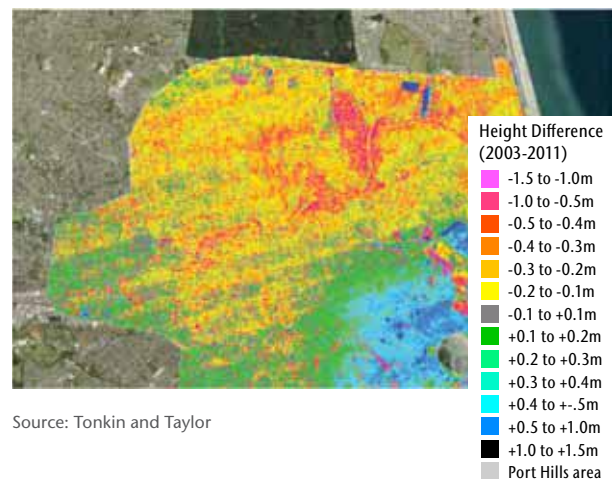 Height Difference
(2003-2011)
-1.5 to -1.0m
-1.0 to -0.5m
-0.5 to -0.4m
-0.4 to -0.3m
-0.3 to -0.2m
-0.2 to -0.1m
-0.1 to +0.1m
+0.1 to +0.2m
+0.2 to +0.3m
+0.3 to +0.4m
+0.4 to +-.5m
+0.5 to +1.0m
+1.0 to +1.5m
Port Hills area
Source: Tonkin and Taylor